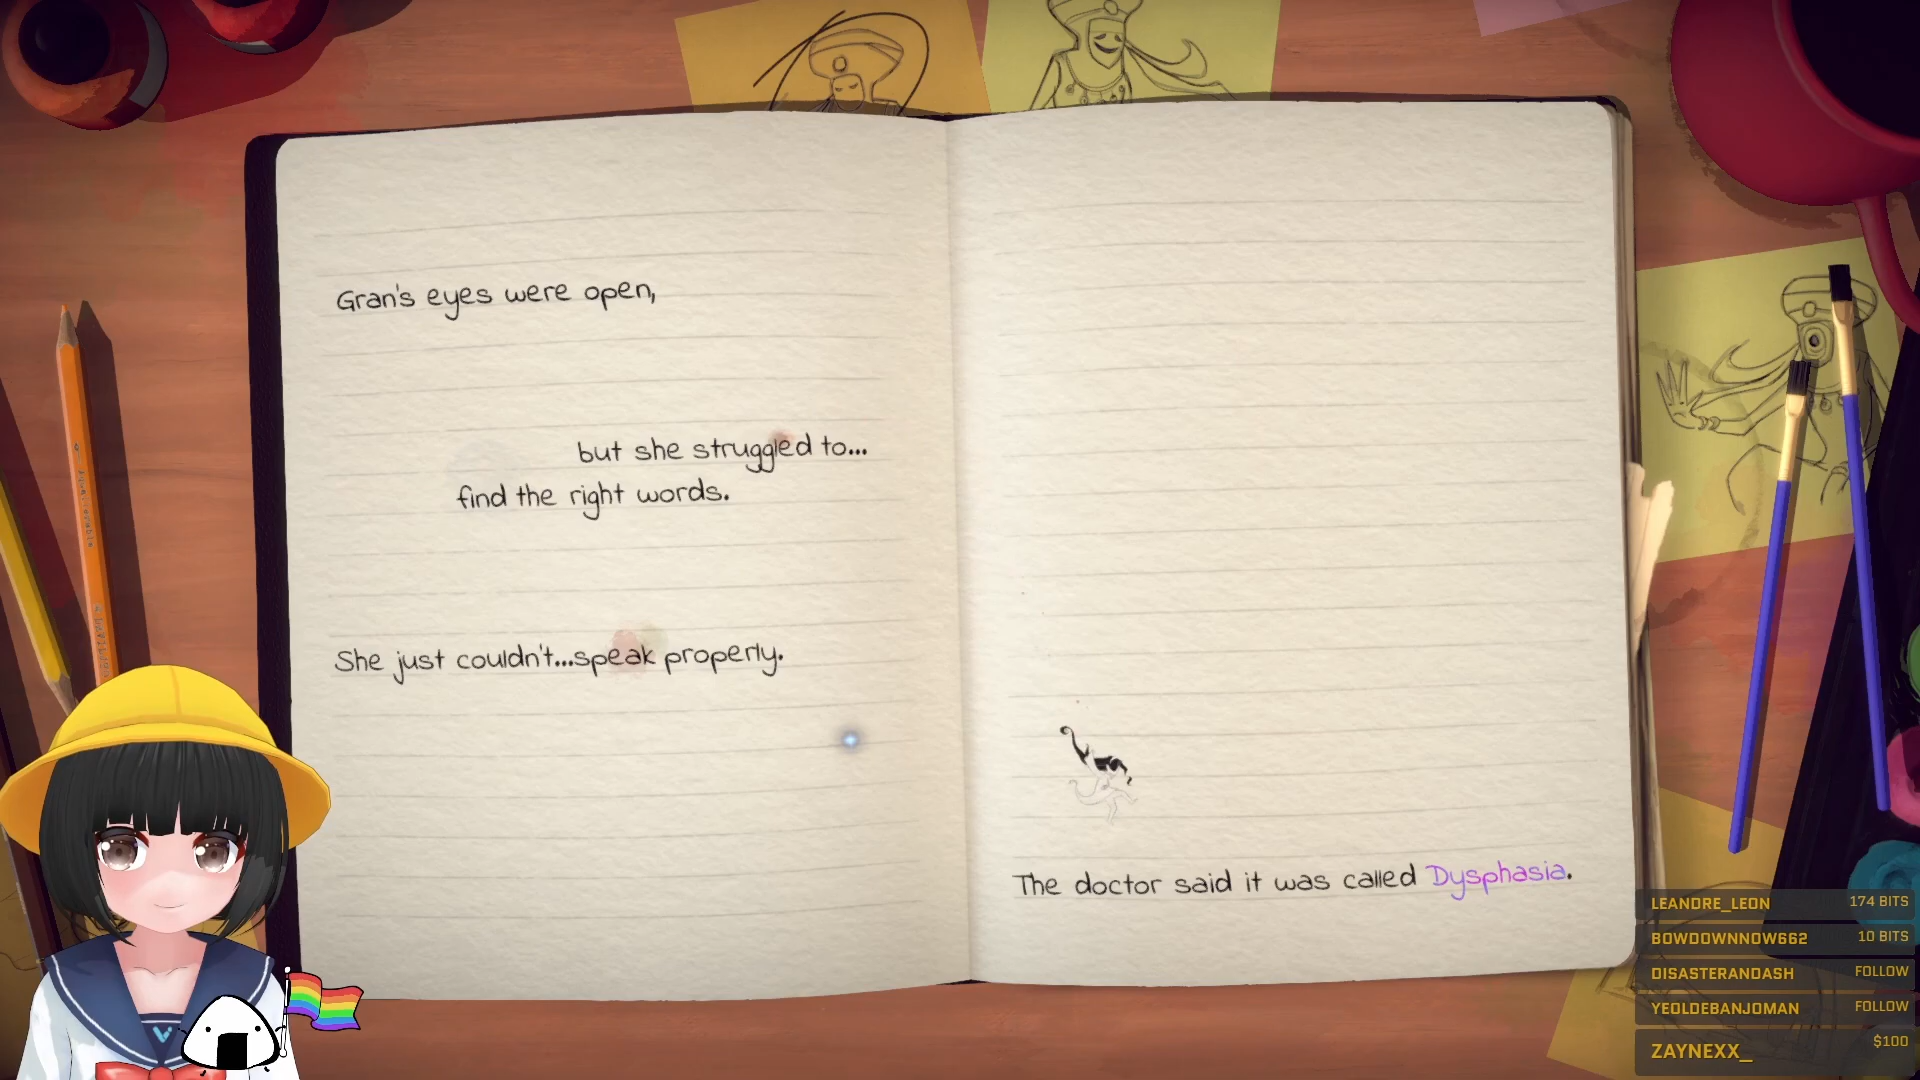 Gran's eyes were open,
but she struggled to...
find the right words.
She just couldn't...speak properly.
The doctor said it was called Dysphasia.
LEANDRE_LEON 174 BITS
BOWDOWNNOW662 10 BITS
DISASTERANDASH FOLLOW
YEOLDEBANJOMAN FOLLOW
ZAYNEXX_ $100